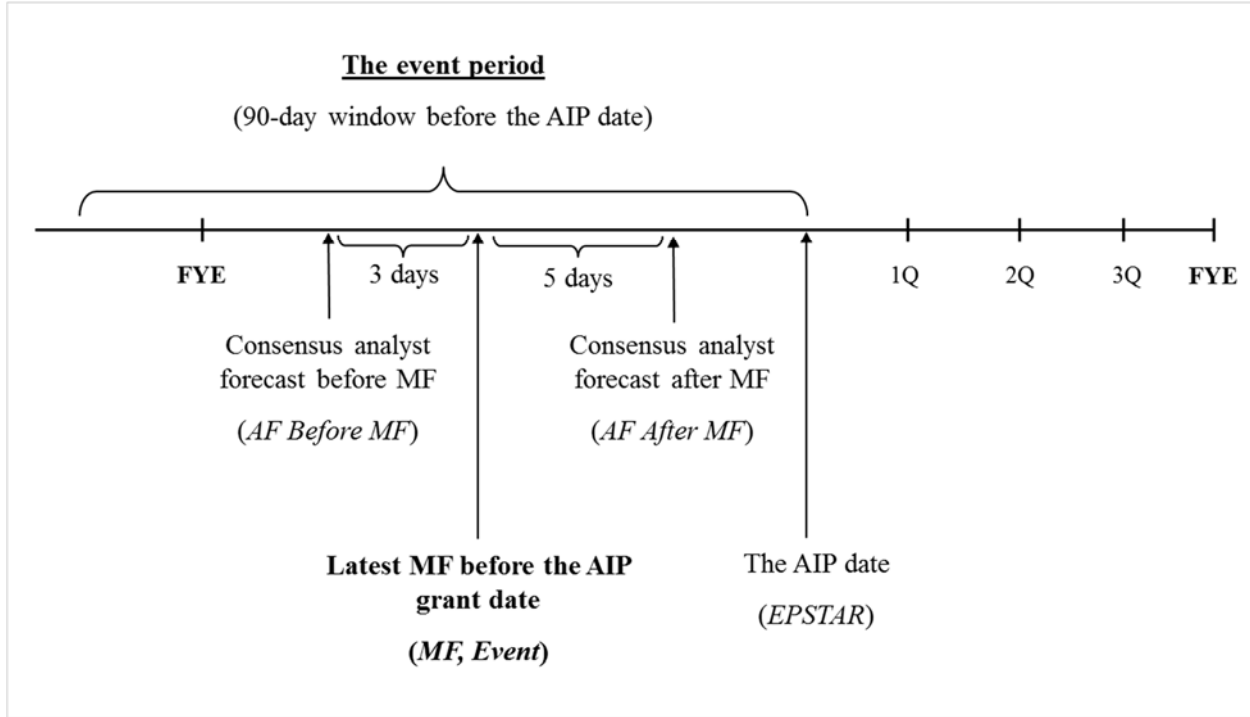 The event period
(90-day window before the AIP date)
FYE
3 days
5 days
1Q
2Q
3Q
FYE
Consensus analyst
forecast before MF
(AF Before MF)
Consensus analyst
forecast after MF
(AF After MF)
Latest MF before the AIP
grant date
(MF, Event)
The AIP date
(EPSTAR)